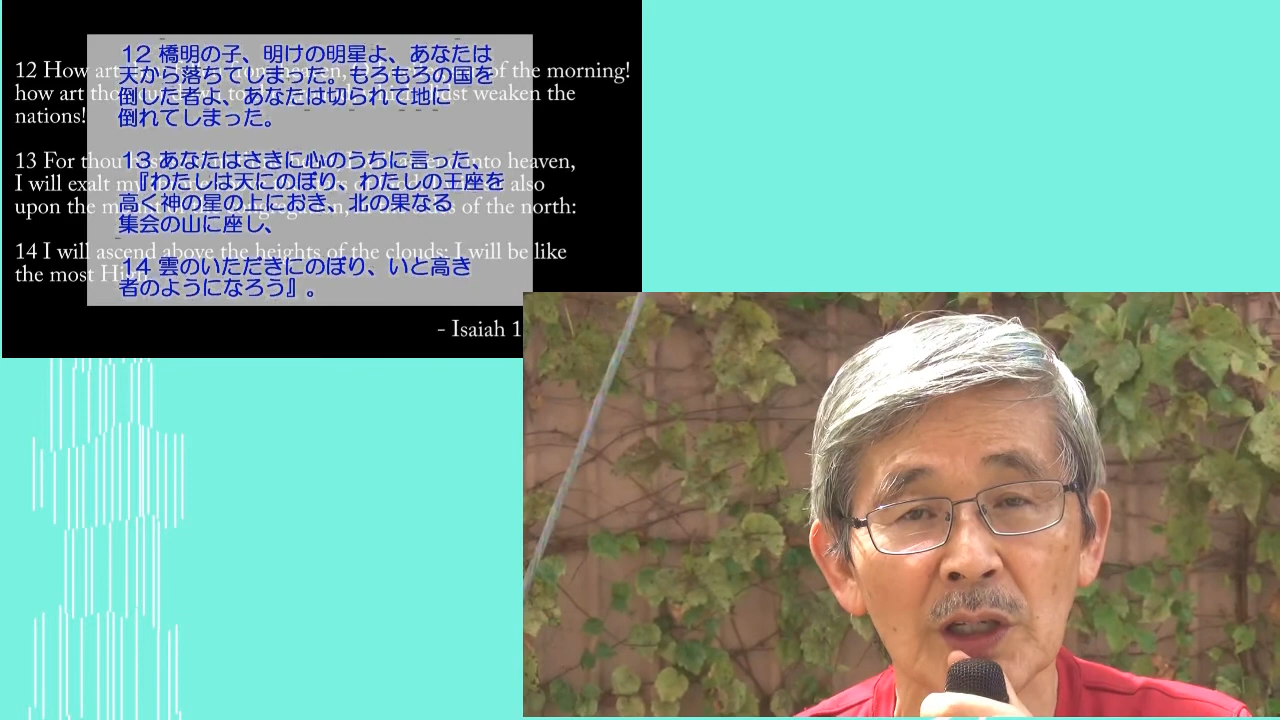 12 橋明の子、明けの明星よ、あなたは
天から落ちてしまった。もろもろの国を
倒した者よ、あなたは切られて地に
倒れてしまった。
13 あなたはさきに心のうちに言った、
『わたしは天にのぼり、わたしの王座を
高く神の星の上におき、北の果なる
集会の山に座し、
14 雲のいただきにのぼり、いと高き
者のようになろう』。
12 How art of the morning!
how art weaken the
nations!
13 For thou into heaven,
I will exalt my also
upon the of the north:
14 I will ascend above the heights of the clouds; I will be like
the most High.
- Isaiah 1